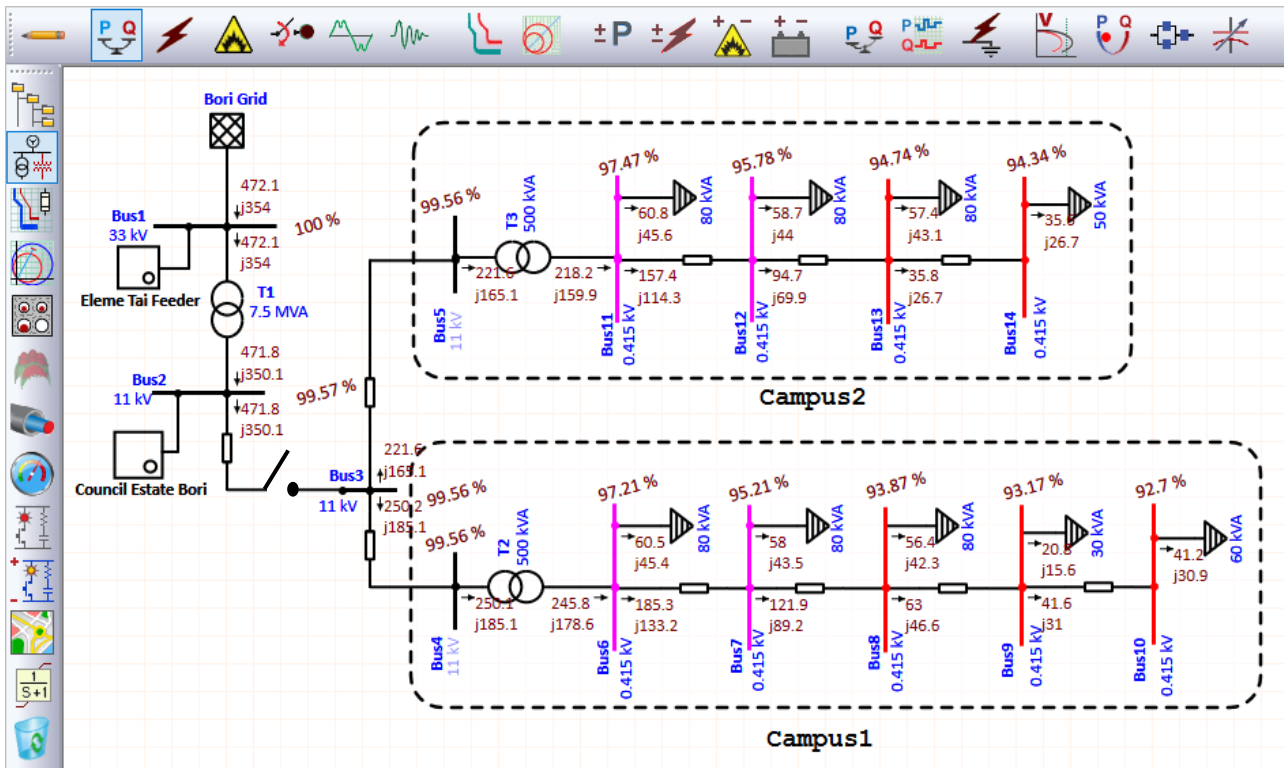 P Q
± P
±
+ -
+ -
P Q
P
Q
V
P Q
Bori Grid
472.1
j354
Bus1
33 kV
472.1
j354
100 %
Eleme Tai Feeder
T1
7.5 MVA
471.8
j350.1
Bus2
11 kV
471.8
j350.1
99.57 %
Council Estate Bori
Bus3
11 kV
221.6
j165.1
250.2
j185.1
99.56 %
99.56 %
T3
500 kVA
Bus5
11 kV
221.6
j165.1
218.2
j159.9
97.47 %
60.8
j45.6
80 kVA
157.4
j114.3
Bus11
0.415 kV
95.78 %
58.7
j44
80 kVA
94.7
j69.9
Bus12
0.415 kV
94.74 %
57.4
j43.1
80 kVA
35.8
j26.7
Bus13
0.415 kV
94.34 %
j26.7
50 kVA
Bus14
0.415 kV
Campus2
99.56 %
T2
500 kVA
Bus4
11 kV
250.1
j185.1
245.8
j178.6
97.21 %
60.5
j45.4
80 kVA
185.3
j133.2
Bus6
0.415 kV
95.21 %
58
j43.5
80 kVA
121.9
j89.2
Bus7
0.415 kV
93.87 %
56.4
j42.3
80 kVA
63
j46.6
Bus8
0.415 kV
93.17 %
20.8
j15.6
30 kVA
41.6
j31
Bus9
0.415 kV
92.7 %
41.2
j30.9
60 kVA
Bus10
0.415 kV
Campus1
1
S+1